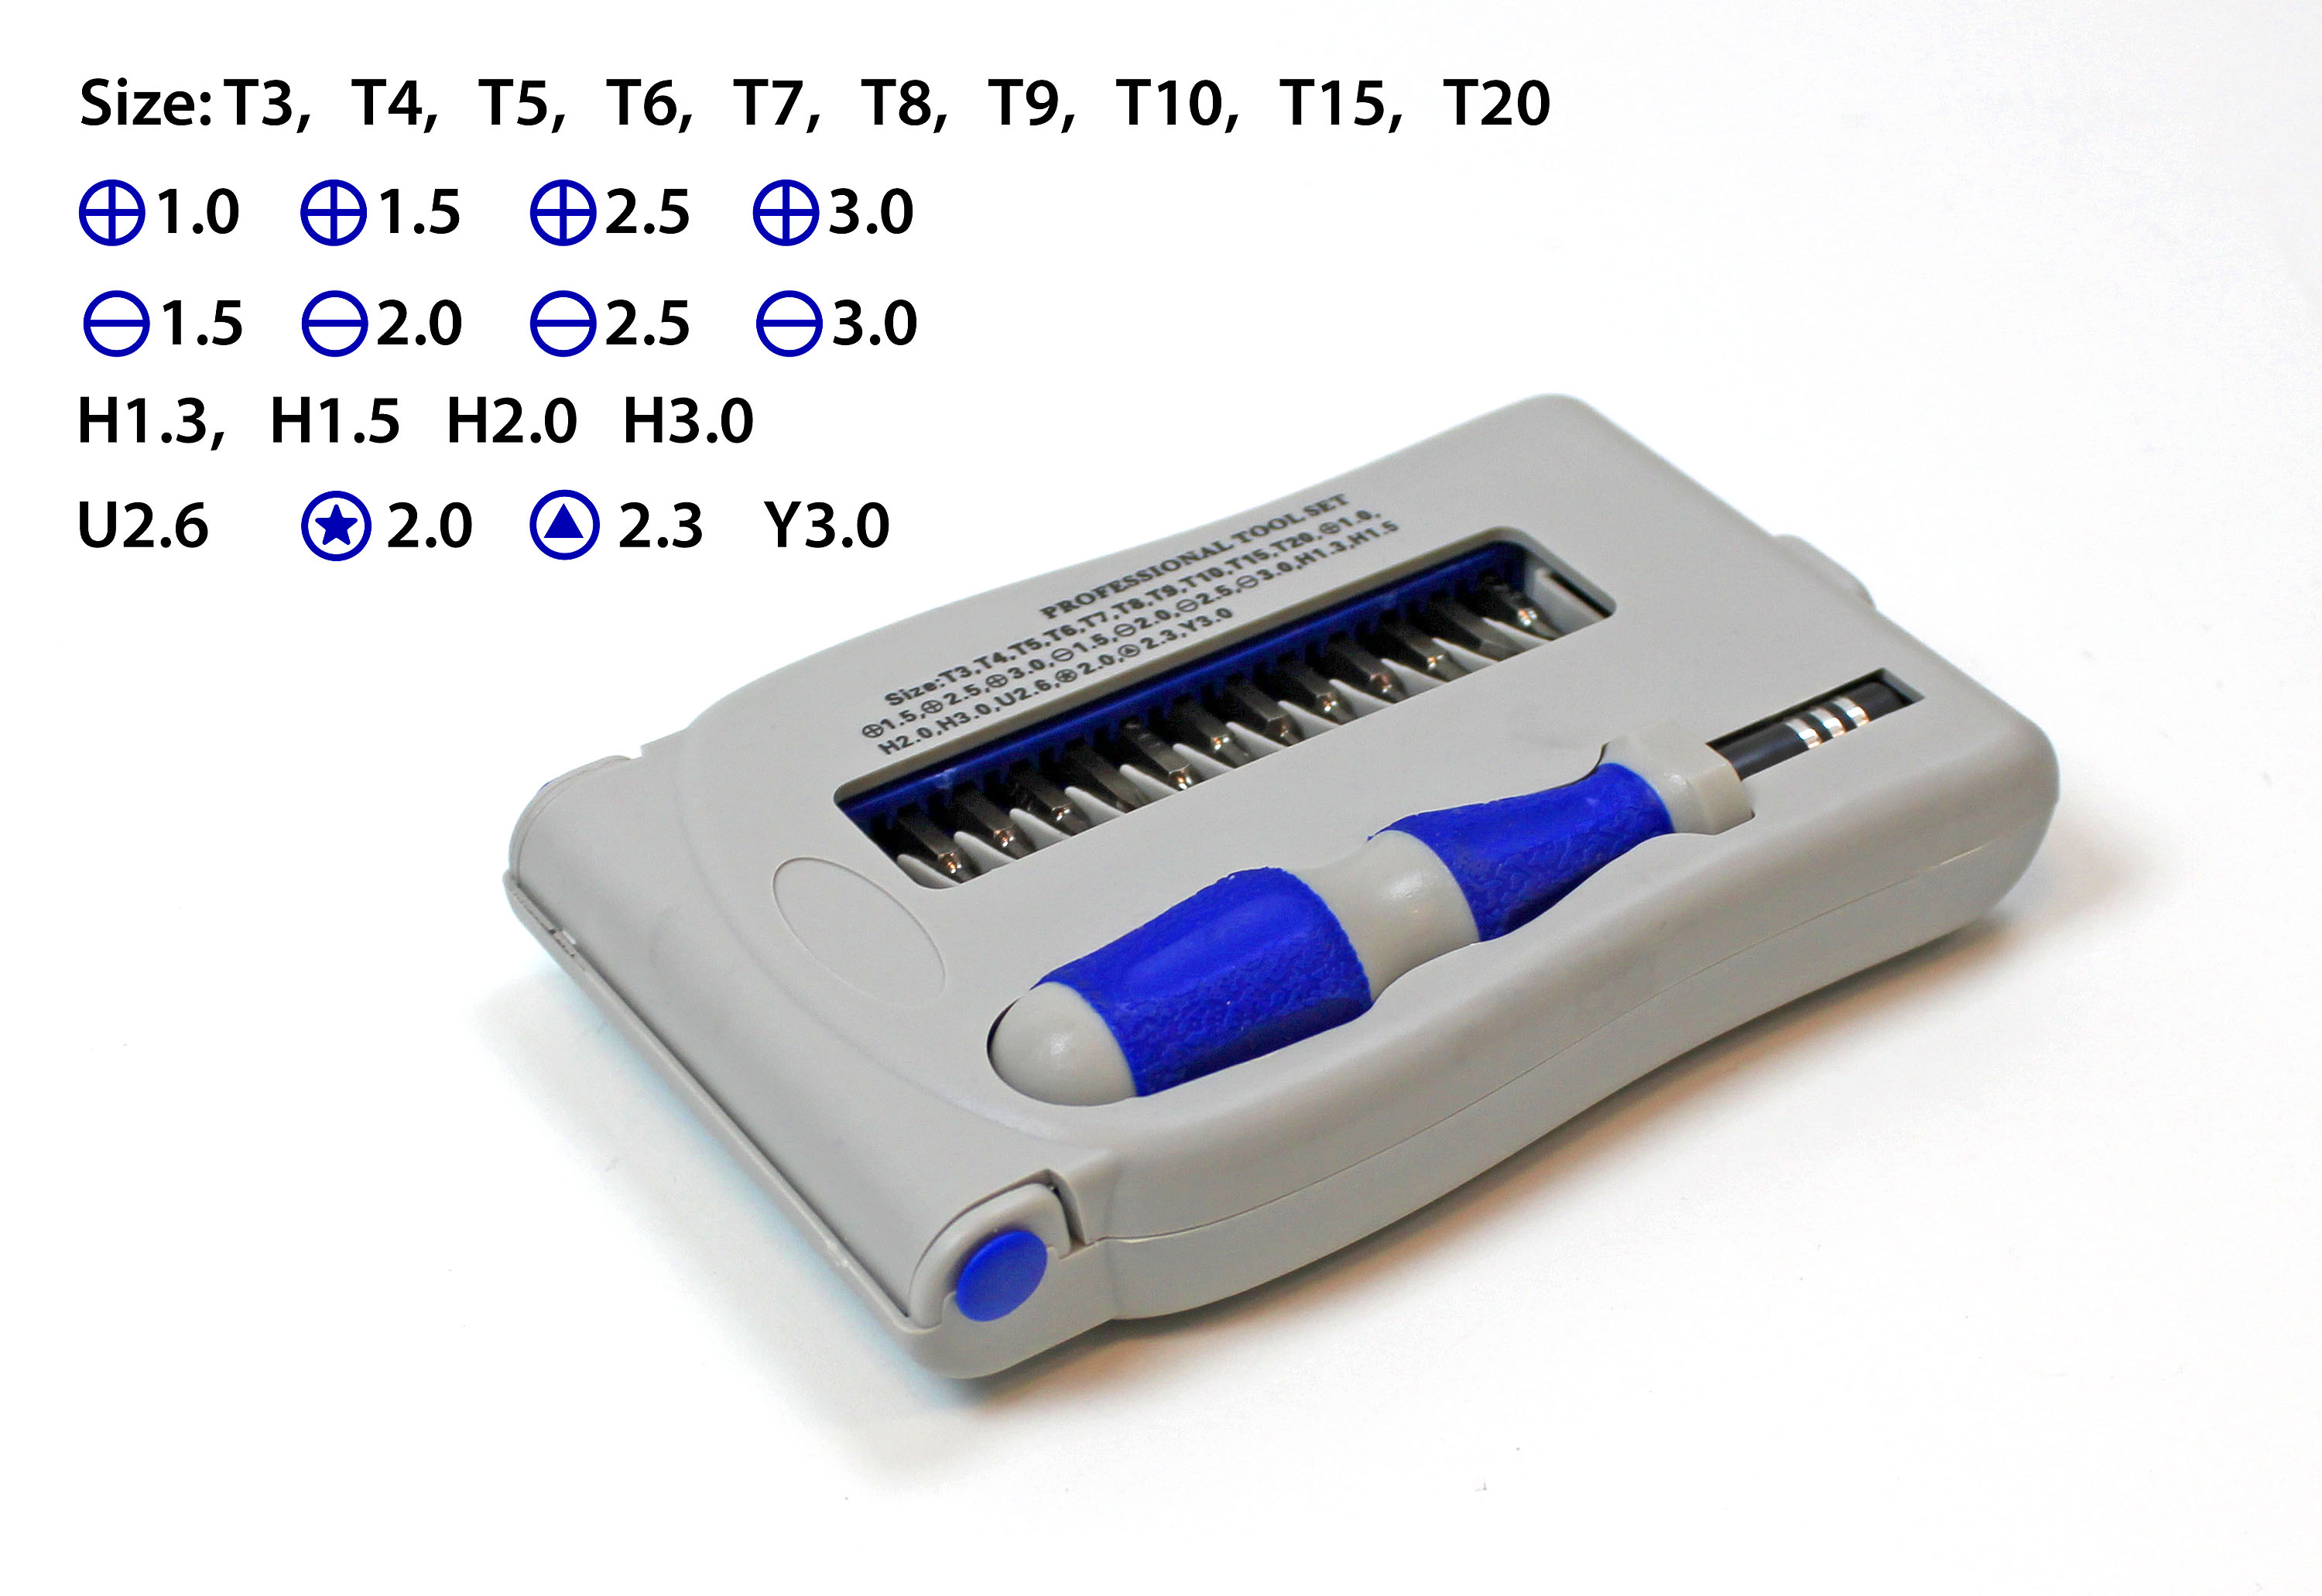 Size: T3, T4, T5, T6, T7, T8, T9, T10, T15, T20
⊕1.0 ⊕1.5 ⊕2.5 ⊕3.0
⊖1.5 ⊖2.0 ⊖2.5 ⊖3.0
H1.3, H1.5 H2.0 H3.0
U2.6 ★2.0 ▲2.3 Y3.0
PROFESSIONAL TOOL SET
Size:T3,T4,T5,T6,T7,T8,T9,T10,T15,T20,⊕1.0,
⊕1.5,⊕2.5,⊕3.0,⊖1.5,⊖2.0,⊖2.5,⊖3.0,H1.3,H1.5
H2.0,H3.0,U2.6,★2.0,▲2.3,Y3.0